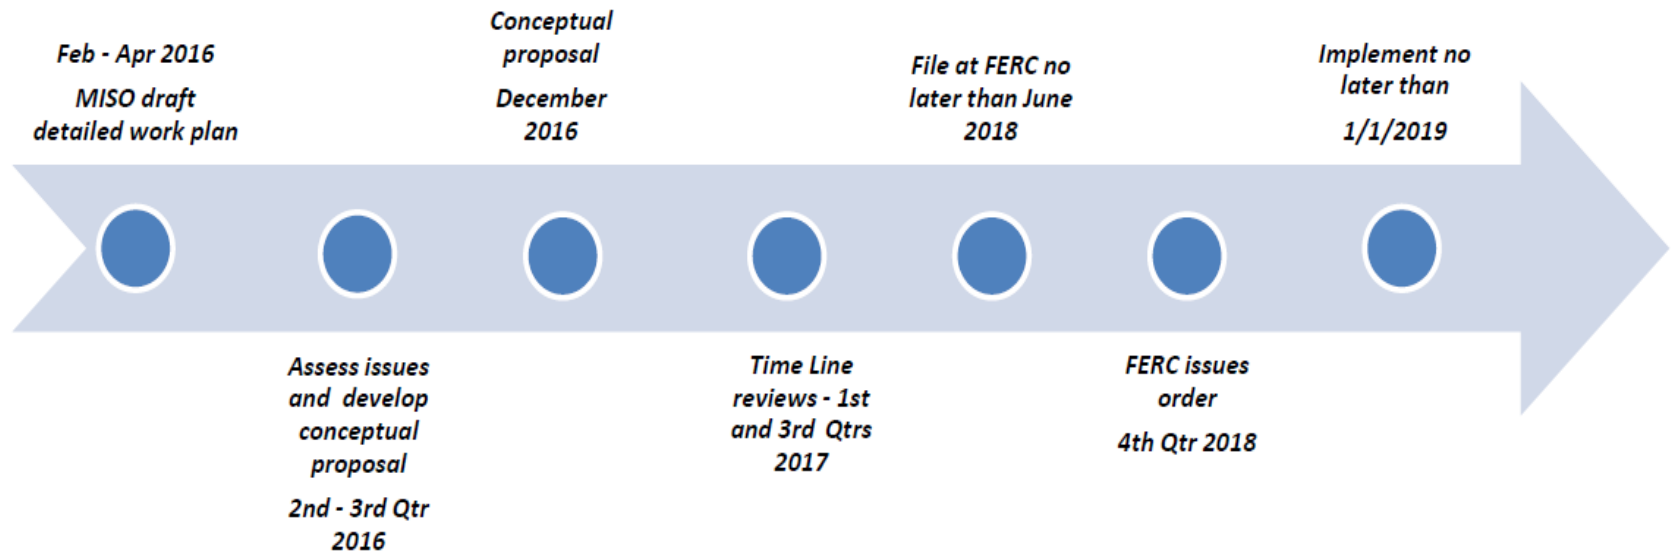 Feb - Apr 2016
MISO draft
detailed work plan
Assess issues
and develop
conceptual
proposal
2nd - 3rd Qtr
2016
Conceptual
proposal
December
2016
Time Line
reviews - 1st
and 3rd Qtrs
2017
File at FERC no
later than June
2018
FERC issues
order
4th Qtr 2018
Implement no
later than
1/1/2019